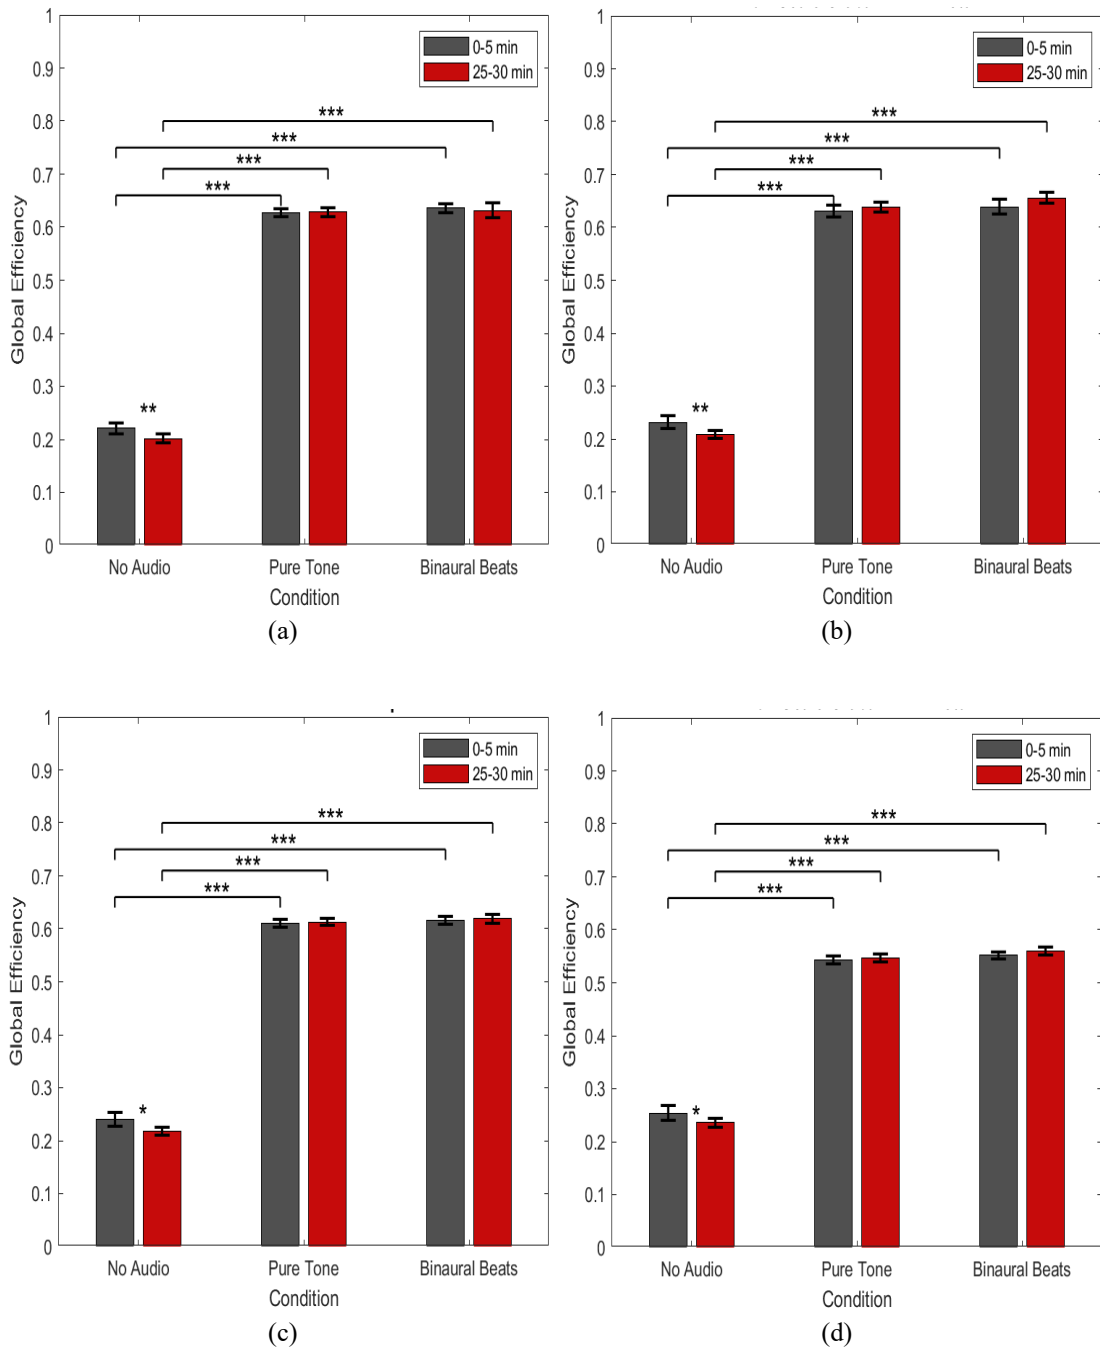 1
0.9
0.8
0.7
0.6
0.5
0.4
0.3
0.2
0.1
0
Global Efficiency
0-5 min
25-30 min
***
***
***
***
**
No Audio
Pure Tone
Binaural Beats
Condition
(a)
1
0.9
0.8
0.7
0.6
0.5
0.4
0.3
0.2
0.1
0
Global Efficiency
0-5 min
25-30 min
***
***
***
***
**
No Audio
Pure Tone
Binaural Beats
Condition
(b)
1
0.9
0.8
0.7
0.6
0.5
0.4
0.3
0.2
0.1
0
Global Efficiency
0-5 min
25-30 min
***
***
***
***
*
No Audio
Pure Tone
Binaural Beats
Condition
(c)
1
0.9
0.8
0.7
0.6
0.5
0.4
0.3
0.2
0.1
0
Global Efficiency
0-5 min
25-30 min
***
***
***
***
*
No Audio
Pure Tone
Binaural Beats
Condition
(d)